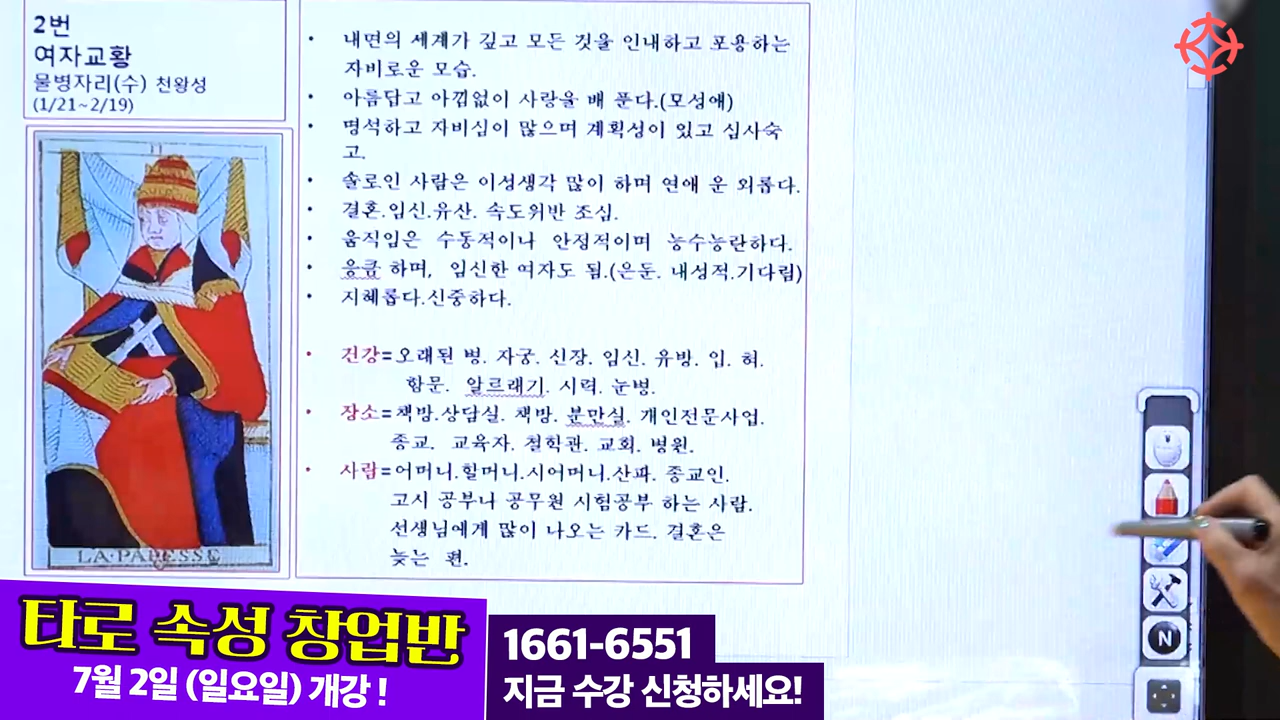 2번
여자교황
물병자리(수) 천왕성
(1/21~2/19)
II
LA·PAPESSE
• 내면의 세계가 깊고 모든 것을 인내하고 포용하는
자비로운 모습.
• 아름답고 아낌없이 사랑을 배 푼다.(모성애)
• 명석하고 자비심이 많으며 계획성이 있고 심사숙
고.
• 솔로인 사람은 이성생각 많이 하며 연애 운 외롭다.
• 결혼.임신.유산. 속도위반 조심.
• 움직임은 수동적이나 안정적이며 능수능란하다.
• 응큼 하며, 임신한 여자도 됨.(은둔. 내성적.기다림)
• 지혜롭다.신중하다.
• 건강=오래된 병. 자궁. 신장. 임신. 유방. 입. 혀.
항문. 알르래기. 시력. 눈병.
• 장소=책방.상담실. 책방. 분만실. 개인전문사업.
종교. 교육자. 철학관. 교회. 병원.
• 사람=어머니.할머니.시어머니.산파. 종교인.
고시 공부나 공무원 시험공부 하는 사람.
선생님에게 많이 나오는 카드. 결혼은
늦는 편.
N
타로 속성 창업반
7월 2일 (일요일) 개강 !
1661-6551
지금 수강 신청하세요!